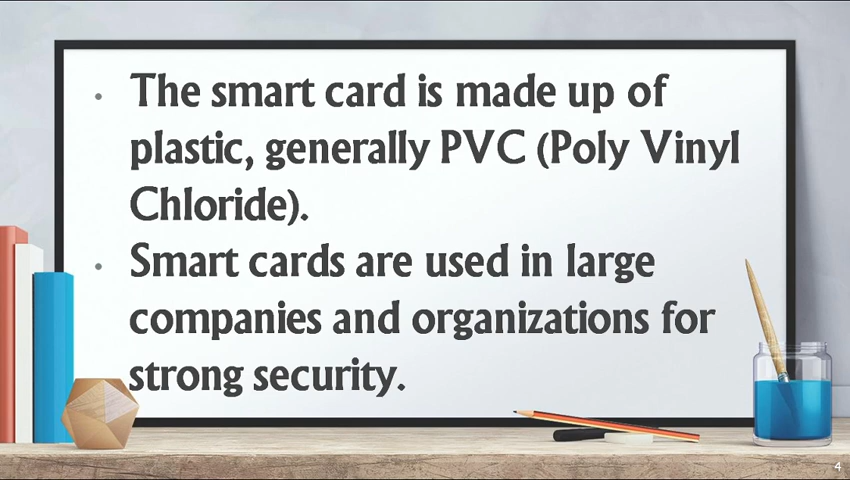 • The smart card is made up of
plastic, generally PVC (Poly Vinyl
Chloride).
• Smart cards are used in large
companies and organizations for
strong security.
4